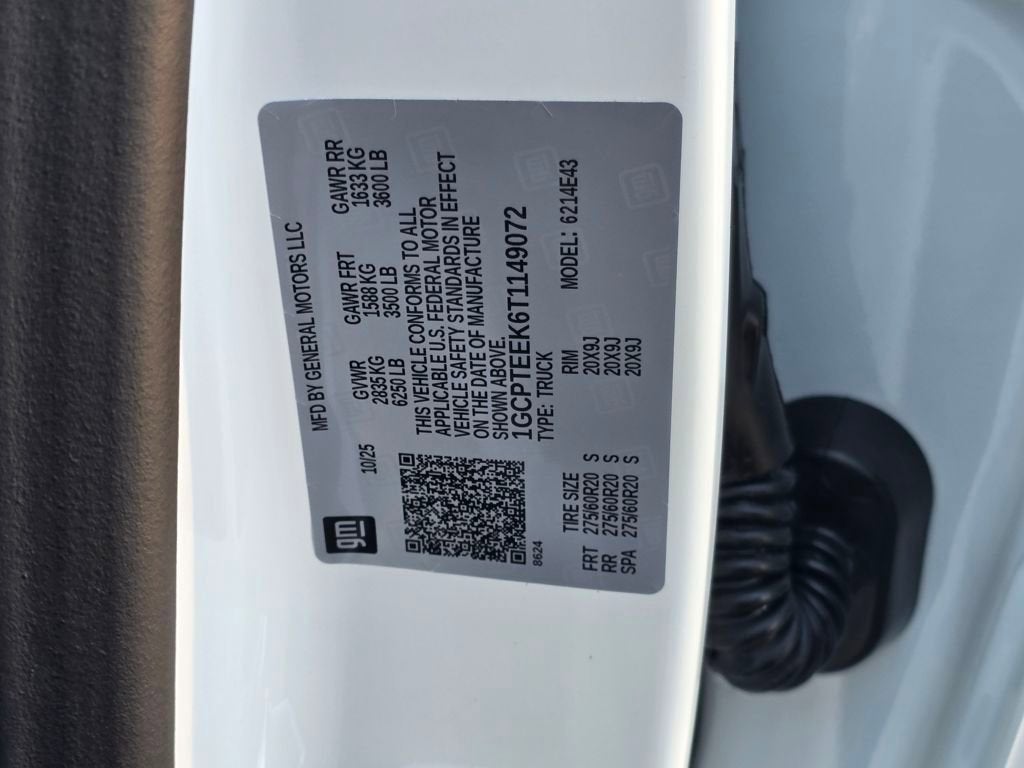 gm
MFD BY GENERAL MOTORS LLC
10/25
GVWR GAWR FRT GAWR RR
2835 KG 1588 KG 1633 KG
6250 LB 3500 LB 3600 LB
THIS VEHICLE CONFORMS TO ALL
APPLICABLE U.S. FEDERAL MOTOR
VEHICLE SAFETY STANDARDS IN EFFECT
ON THE DATE OF MANUFACTURE
SHOWN ABOVE.
1GCPTEEK6T1149072
8624 TYPE: TRUCK MODEL: 6214E43
TIRE SIZE RIM
FRT 275/60R20 S 20X9J
RR 275/60R20 S 20X9J
SPA 275/60R20 S 20X9J